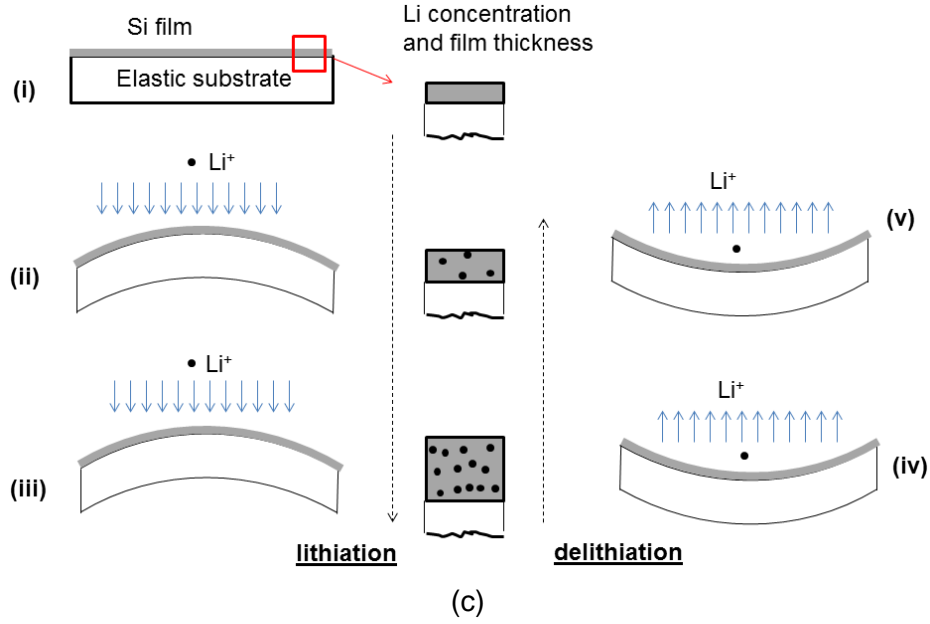 Si film
Li concentration
and film thickness
Elastic substrate
(i)
Li⁺
(ii)
Li⁺
(v)
Li⁺
(iii)
Li⁺
(iv)
lithiation
delithiation
(c)